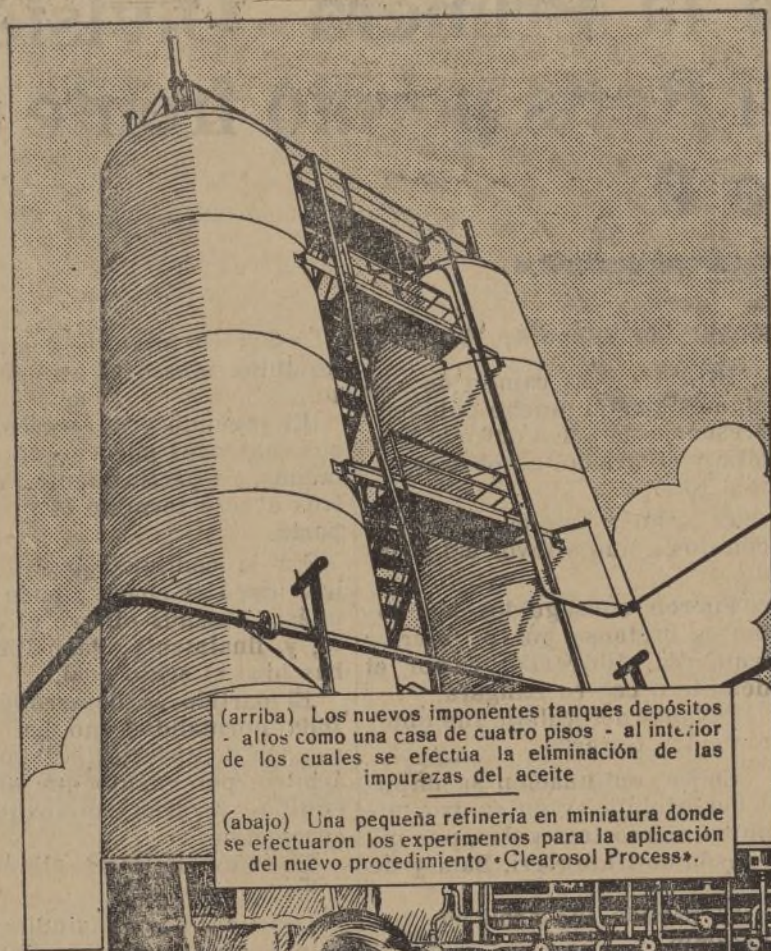 (arriba) Los nuevos imponentes tanques depósitos
- altos como una casa de cuatro pisos - al interior
de los cuales se efectúa la eliminación de las
impurezas del aceite
(abajo) Una pequeña refinería en miniatura donde
se efectuaron los experimentos para la aplicación
del nuevo procedimiento «Clearosol Process».